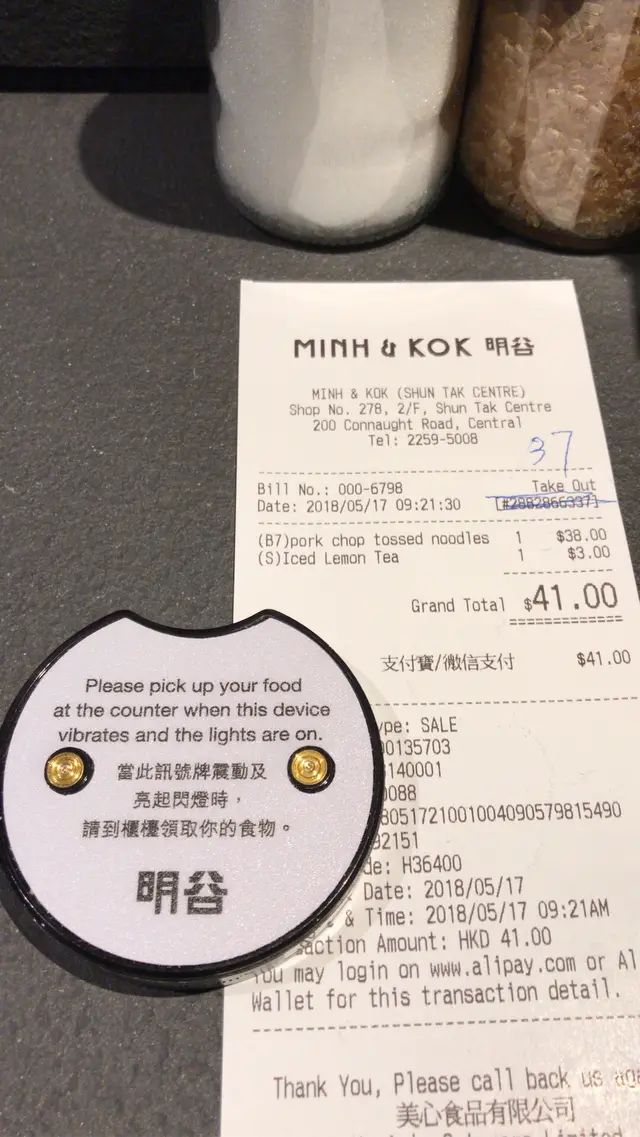 MINH & KOK 明谷
MINH & KOK (SHUN TAK CENTRE)
Shop No. 278, 2/F, Shun Tak Centre
200 Connaught Road, Central
Tel: 2259-5008
37
Bill No.: 000-6798 Take Out
Date: 2018/05/17 09:21:30 [#2882866337]
(B7)pork chop tossed noodles 1 $38.00
(S)Iced Lemon Tea 1 $3.00
Grand Total $41.00
支付寶/微信支付 $41.00
ype: SALE
00135703
140001
0088
80517210010040905798​15490
92151
de: H36400
Date: 2018/05/17
& Time: 2018/05/17 09:21AM
saction Amount: HKD 41.00
You may login on www.alipay.com or Al
Wallet for this transaction detail.
Thank You, Please call back us aga
美心食品有限公司
Please pick up your food
at the counter when this device
vibrates and the lights are on.
當此訊號牌震動及
亮起閃燈時，
請到櫃檯領取你的食物。
明谷